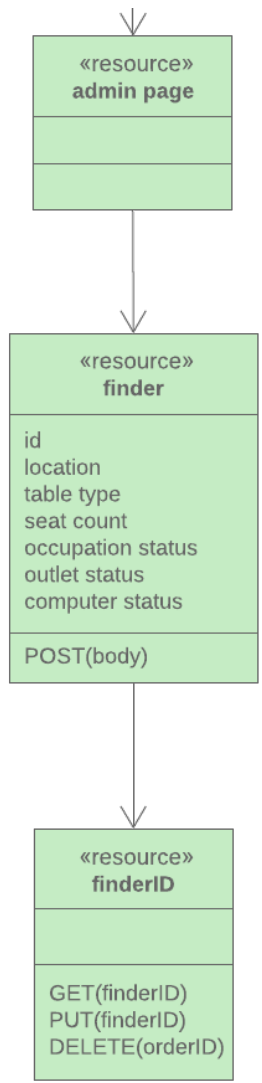 «resource»
admin page
«resource»
finder
id
location
table type
seat count
occupation status
outlet status
computer status
POST(body)
«resource»
finderID
GET(finderID)
PUT(finderID)
DELETE(orderID)